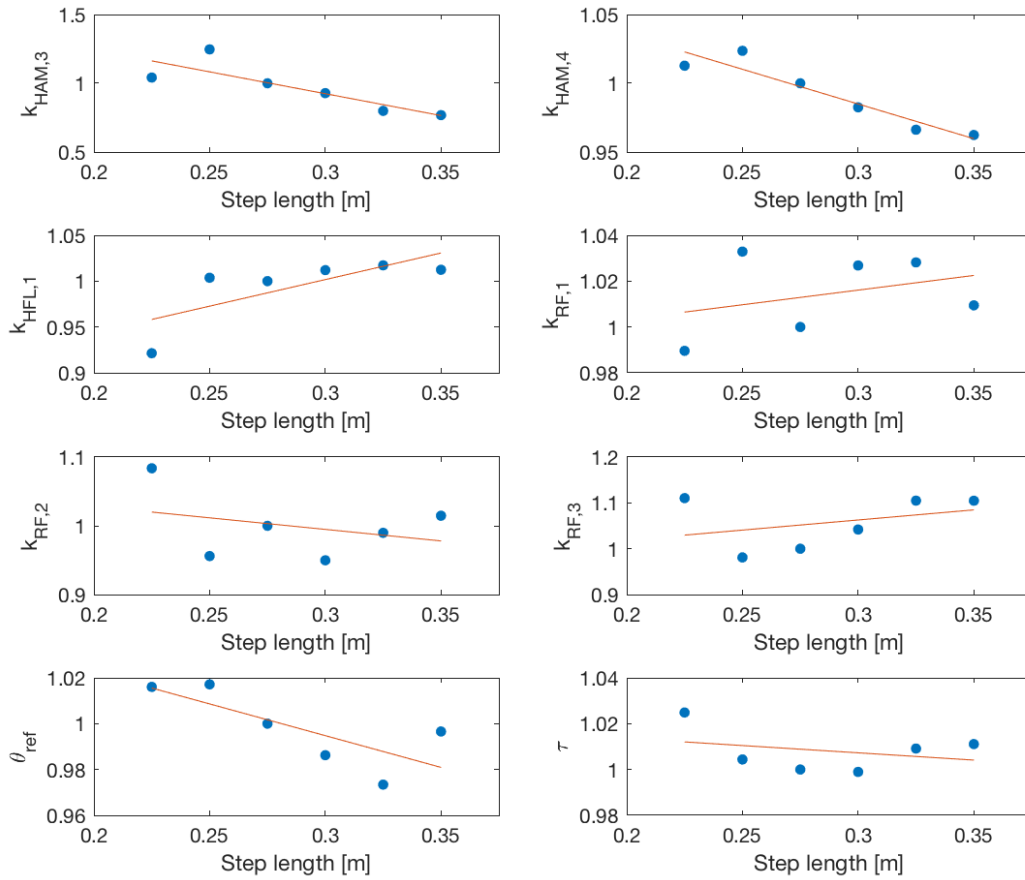 1.5
1
0.5
k_HAM,3
0.2 0.25 0.3 0.35
Step length [m]
1.05
1
0.95
k_HAM,4
0.2 0.25 0.3 0.35
Step length [m]
1.05
1
0.95
0.9
k_HFL,1
0.2 0.25 0.3 0.35
Step length [m]
1.04
1.02
1
0.98
k_RF,1
0.2 0.25 0.3 0.35
Step length [m]
1.1
1
0.9
k_RF,2
0.2 0.25 0.3 0.35
Step length [m]
1.2
1.1
1
0.9
k_RF,3
0.2 0.25 0.3 0.35
Step length [m]
1.02
1
0.98
0.96
θ_ref
0.2 0.25 0.3 0.35
Step length [m]
1.04
1.02
1
0.98
τ
0.2 0.25 0.3 0.35
Step length [m]